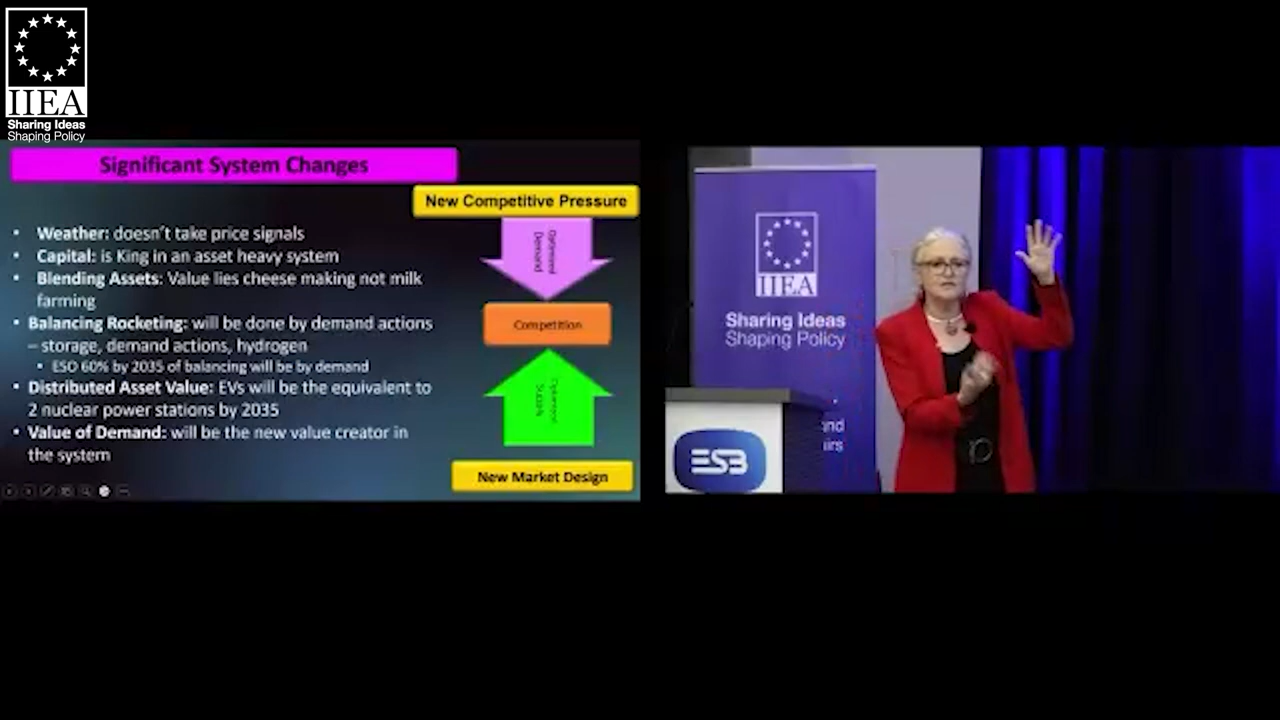 IIEA
Sharing Ideas
Shaping Policy
Significant System Changes
New Competitive Pressure
• Weather: doesn't take price signals
• Capital: is King in an asset heavy system
• Blending Assets: Value lies cheese making not milk
farming
• Balancing Rocketing: will be done by demand actions
– storage, demand actions, hydrogen
• ESO 60% by 2035 of balancing will be by demand
• Distributed Asset Value: EVs will be the equivalent to
2 nuclear power stations by 2035
• Value of Demand: will be the new value creator in
the system
Demand
Competition
New Market Design
IIEA
Sharing Ideas
Shaping Policy
ESB